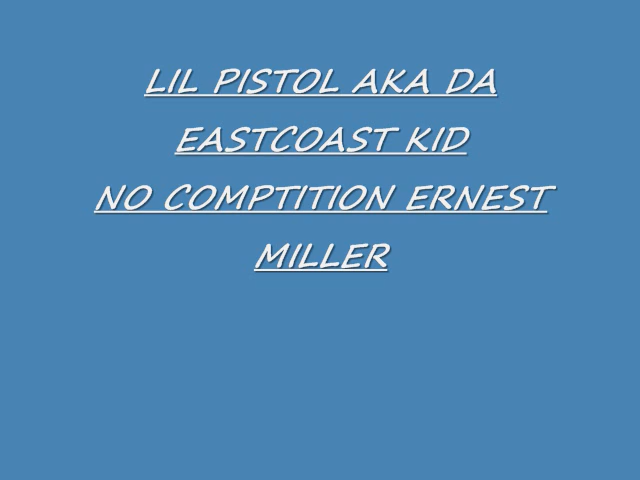 LIL PISTOL AKA DA
EASTCOAST KID
NO COMPTITION ERNEST
MILLER